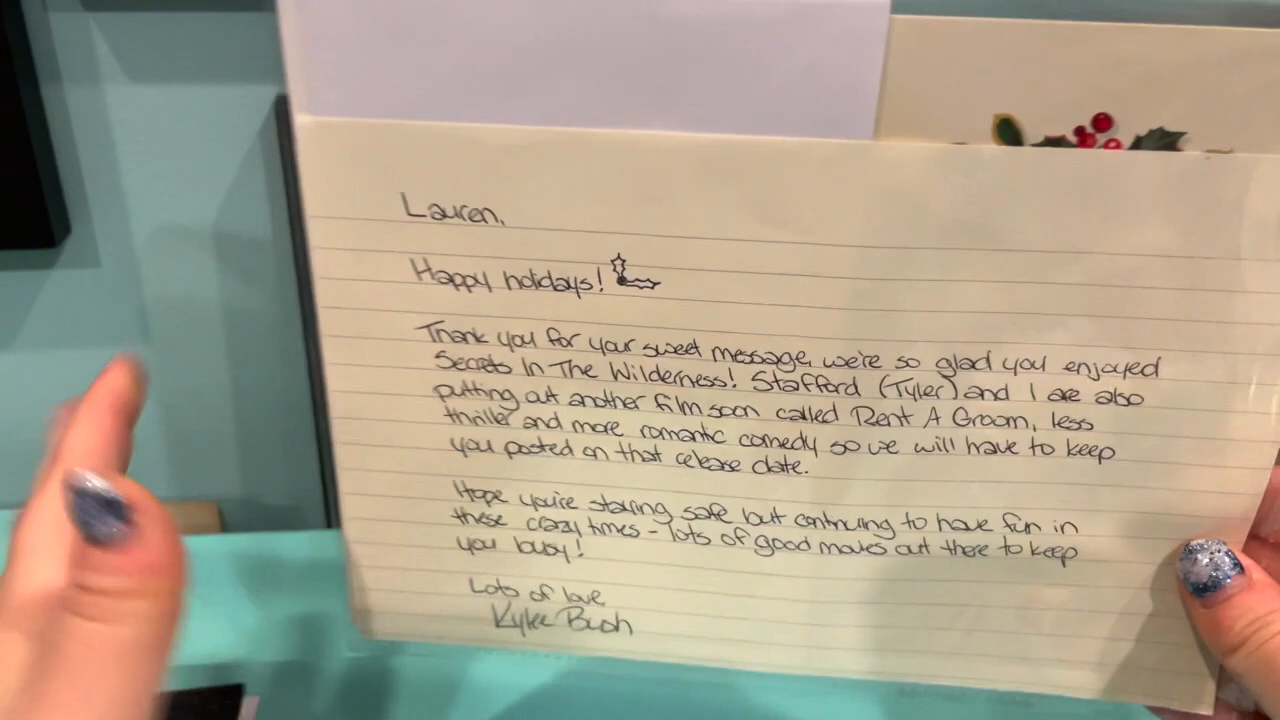 Lauren,
Happy holidays!
Thank you for your sweet message, we're so glad you enjoyed
Secrets In The Wilderness! Stafford (Tyler) and I are also
putting out another film soon called Rent A Groom, less
thriller and more romantic comedy so we will have to keep
you posted on that release date.
Hope you're staying safe but continuing to have fun in
these crazy times - lots of good movies out there to keep
you busy!
Lots of love
Kylee Bush